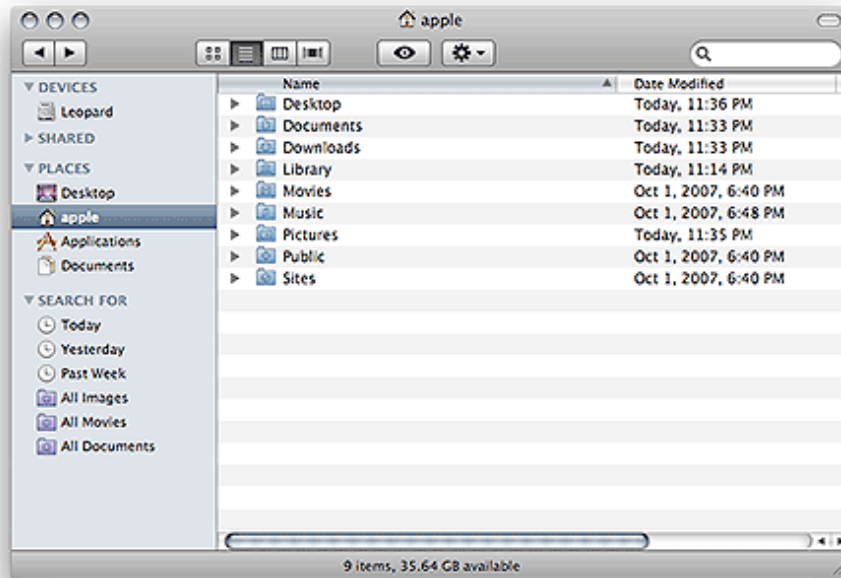 apple
DEVICES
Leopard
SHARED
PLACES
Desktop
apple
Applications
Documents
SEARCH FOR
Today
Yesterday
Past Week
All Images
All Movies
All Documents
Name Date Modified
Desktop Today, 11:36 PM
Documents Today, 11:33 PM
Downloads Today, 11:33 PM
Library Today, 11:14 PM
Movies Oct 1, 2007, 6:40 PM
Music Oct 1, 2007, 6:48 PM
Pictures Today, 11:35 PM
Public Oct 1, 2007, 6:40 PM
Sites Oct 1, 2007, 6:40 PM
9 items, 35.64 GB available